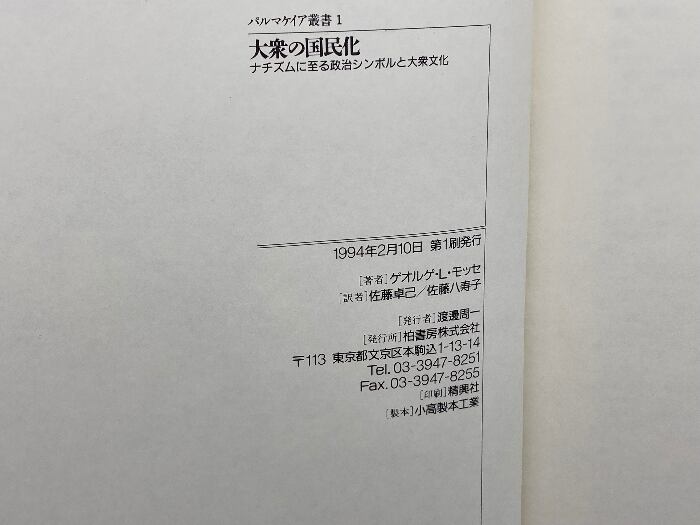 パルマケイア叢書 1
大衆の国民化
ナチズムに至る政治シンボルと大衆文化
1994年2月10日 第1刷発行
[著者] ゲオルゲ・L・モッセ
[訳者] 佐藤卓己/佐藤八寿子
[発行者] 渡邊周一
[発行所] 柏書房株式会社
〒113 東京都文京区本駒込1-13-14
Tel. 03-3947-8251
Fax. 03-3947-8255
[印刷] 精興社
[製本] 小高製本工業